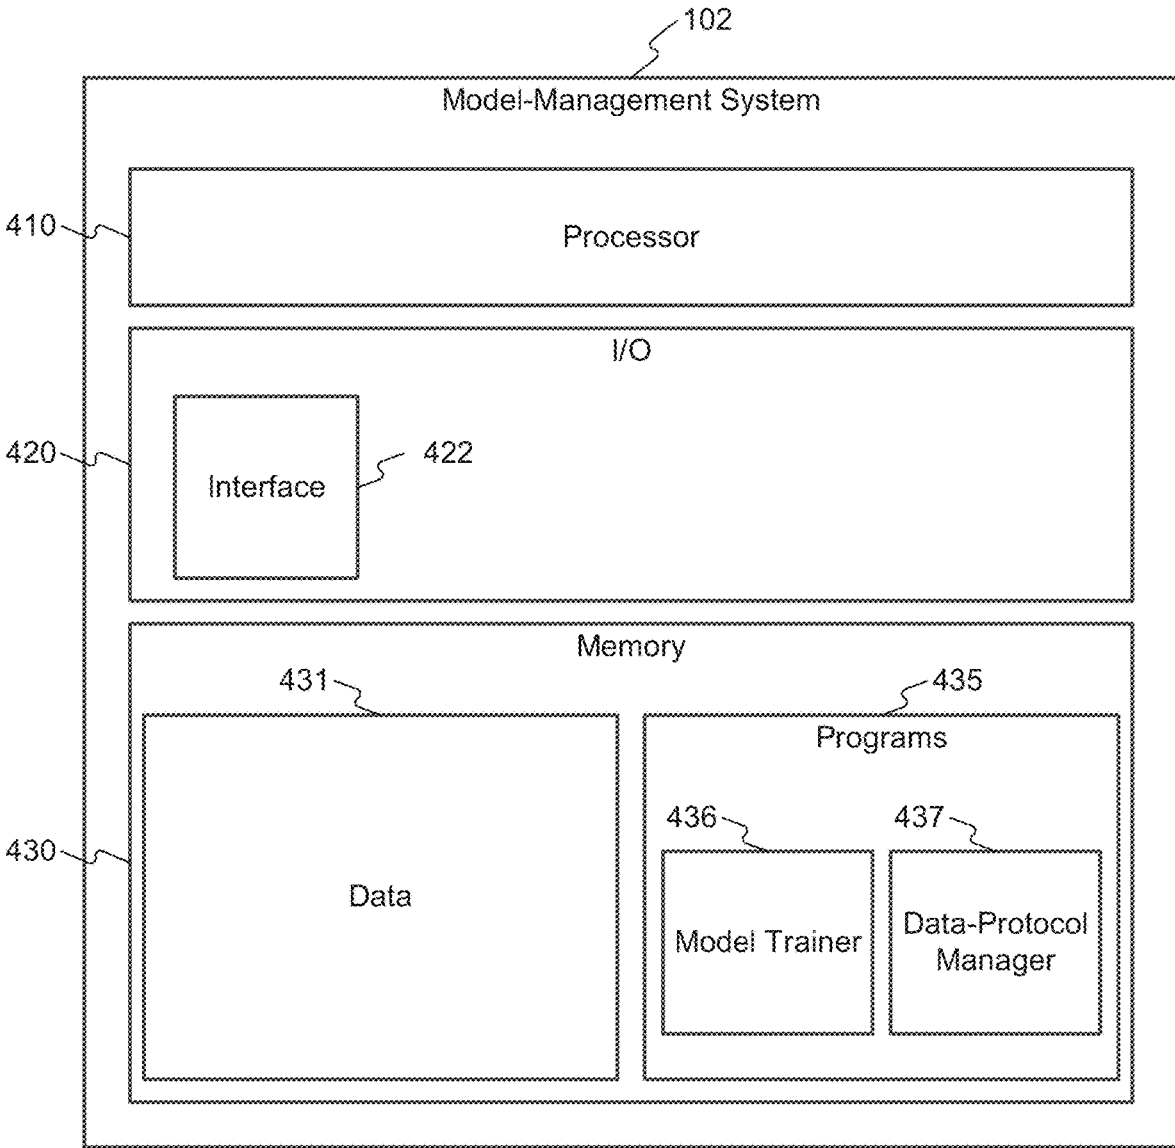 102
Model-Management System
410
Processor
I/O
420
Interface
422
Memory
431
435
Programs
436
437
430
Data
Model Trainer
Data-Protocol
Manager